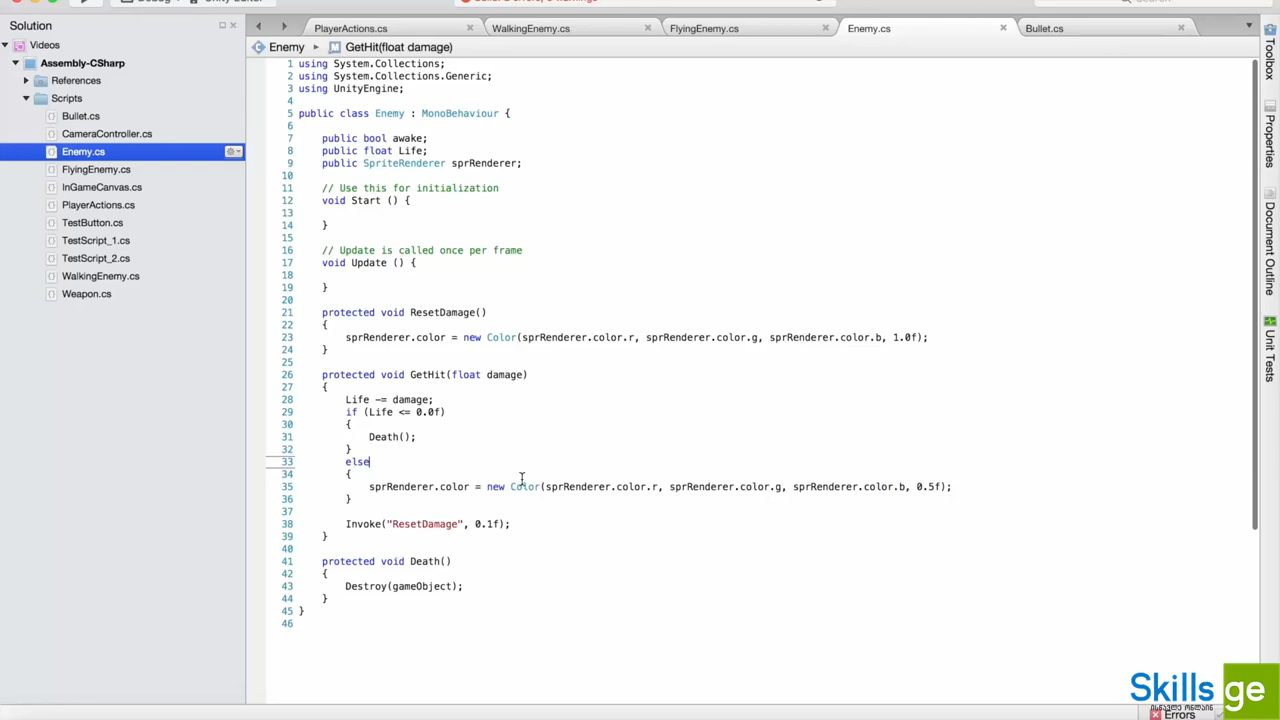 Solution
Videos
Assembly-CSharp
References
Scripts
Bullet.cs
CameraController.cs
Enemy.cs
FlyingEnemy.cs
InGameCanvas.cs
PlayerActions.cs
TestButton.cs
TestScript_1.cs
TestScript_2.cs
WalkingEnemy.cs
Weapon.cs
PlayerActions.cs
WalkingEnemy.cs
FlyingEnemy.cs
Enemy.cs
Bullet.cs
Enemy
GetHit(float damage)
1 using System.Collections;
2 using System.Collections.Generic;
3 using UnityEngine;
4
5 public class Enemy : MonoBehaviour {
6
7 public bool awake;
8 public float Life;
9 public SpriteRenderer sprRenderer;
10
11 // Use this for initialization
12 void Start () {
13
14 }
15
16 // Update is called once per frame
17 void Update () {
18
19 }
20
21 protected void ResetDamage()
22 {
23 sprRenderer.color = new Color(sprRenderer.color.r, sprRenderer.color.g, sprRenderer.color.b, 1.0f);
24 }
25
26 protected void GetHit(float damage)
27 {
28 Life -= damage;
29 if (Life <= 0.0f)
30 {
31 Death();
32 }
33 else
34 {
35 sprRenderer.color = new Color(sprRenderer.color.r, sprRenderer.color.g, sprRenderer.color.b, 0.5f);
36 }
37
38 Invoke("ResetDamage", 0.1f);
39 }
40
41 protected void Death()
42 {
43 Destroy(gameObject);
44 }
45 }
46
Toolbox
Properties
Document Outline
Unit Tests
Skills ge
ისწავლე ონლაინ
Errors